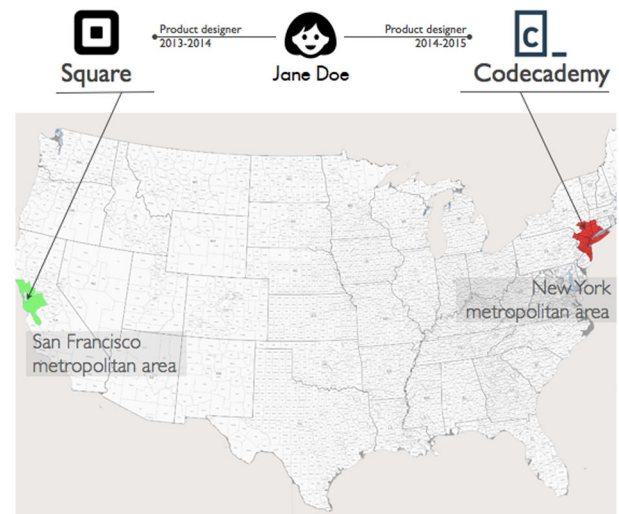 Product designer
2013-2014
Product designer
2014-2015
C_
Square
Jane Doe
Codecademy
New York
metropolitan area
San Francisco
metropolitan area